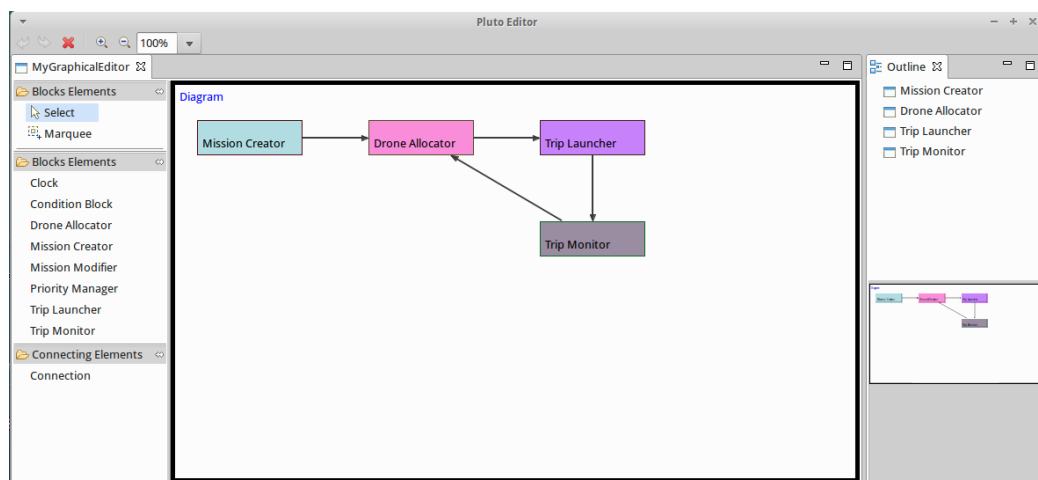 Pluto Editor
100%
MyGraphicalEditor
Blocks Elements
Select
Marquee
Blocks Elements
Clock
Condition Block
Drone Allocator
Mission Creator
Mission Modifier
Priority Manager
Trip Launcher
Trip Monitor
Connecting Elements
Connection
Diagram
Mission Creator
Drone Allocator
Trip Launcher
Trip Monitor
Outline
Mission Creator
Drone Allocator
Trip Launcher
Trip Monitor